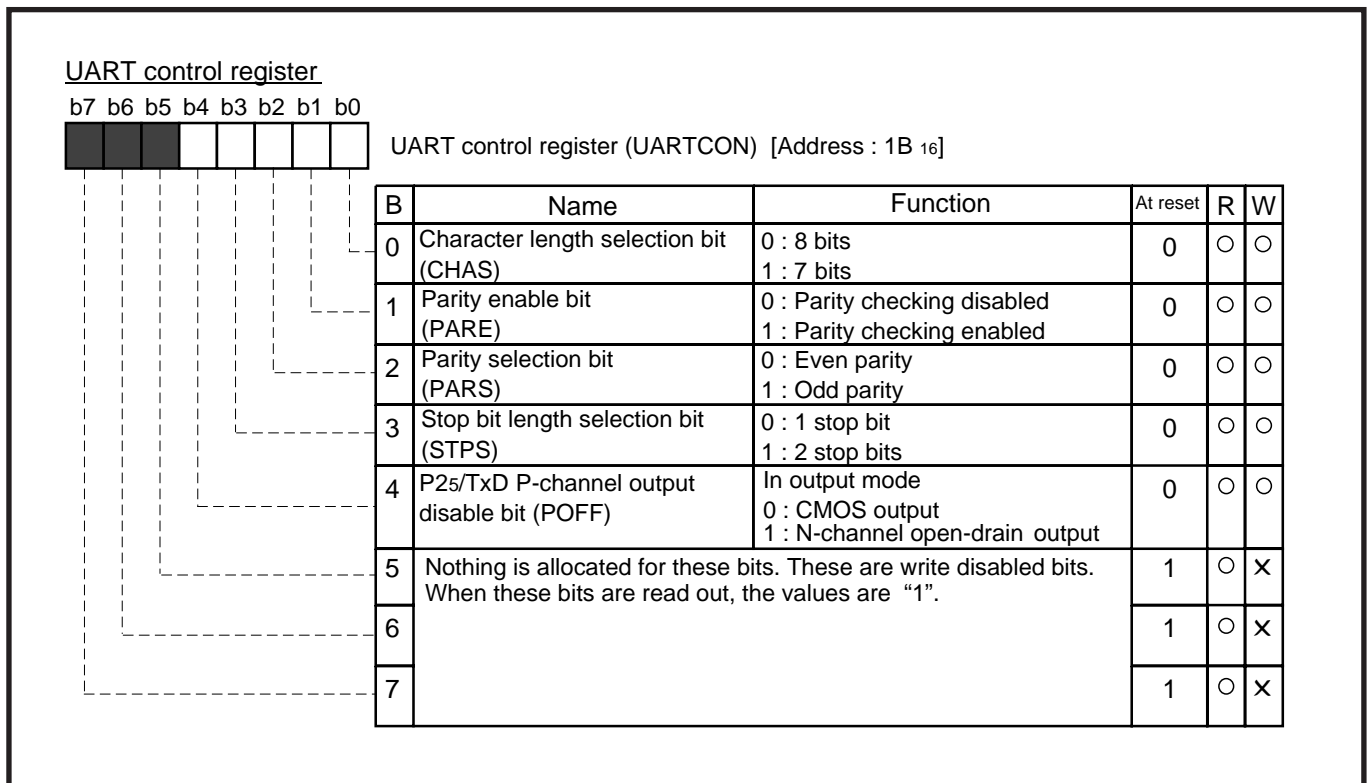 UART control register
b7 b6 b5 b4 b3 b2 b1 b0
UART control register (UARTCON) [Address : 1B 16]
B Name Function At reset R W
0 Character length selection bit (CHAS) 0 : 8 bits 1 : 7 bits 0 ○ ○
1 Parity enable bit (PARE) 0 : Parity checking disabled 1 : Parity checking enabled 0 ○ ○
2 Parity selection bit (PARS) 0 : Even parity 1 : Odd parity 0 ○ ○
3 Stop bit length selection bit (STPS) 0 : 1 stop bit 1 : 2 stop bits 0 ○ ○
4 P25/TxD P-channel output disable bit (POFF) In output mode 0 : CMOS output 1 : N-channel open-drain output 0 ○ ○
5 Nothing is allocated for these bits. These are write disabled bits. 1 ○ ×
When these bits are read out, the values are “1”.
6 1 ○ ×
7 1 ○ ×